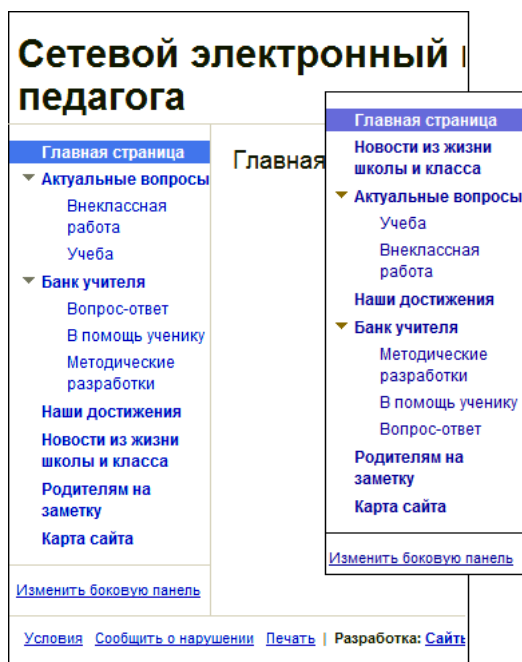 Сетевой электронный
педагога
Главная страница
Актуальные вопросы
Внеклассная
работа
Учеба
Банк учителя
Вопрос-ответ
В помощь ученику
Методические
разработки
Наши достижения
Новости из жизни
школы и класса
Родителям на
заметку
Карта сайта
Изменить боковую панель
Главная
Условия Сообщить о нарушении Печать | Разработка: Сайты
Главная страница
Новости из жизни
школы и класса
Актуальные вопросы
Учеба
Внеклассная
работа
Наши достижения
Банк учителя
Методические
разработки
В помощь ученику
Вопрос-ответ
Родителям на
заметку
Карта сайта
Изменить боковую панель